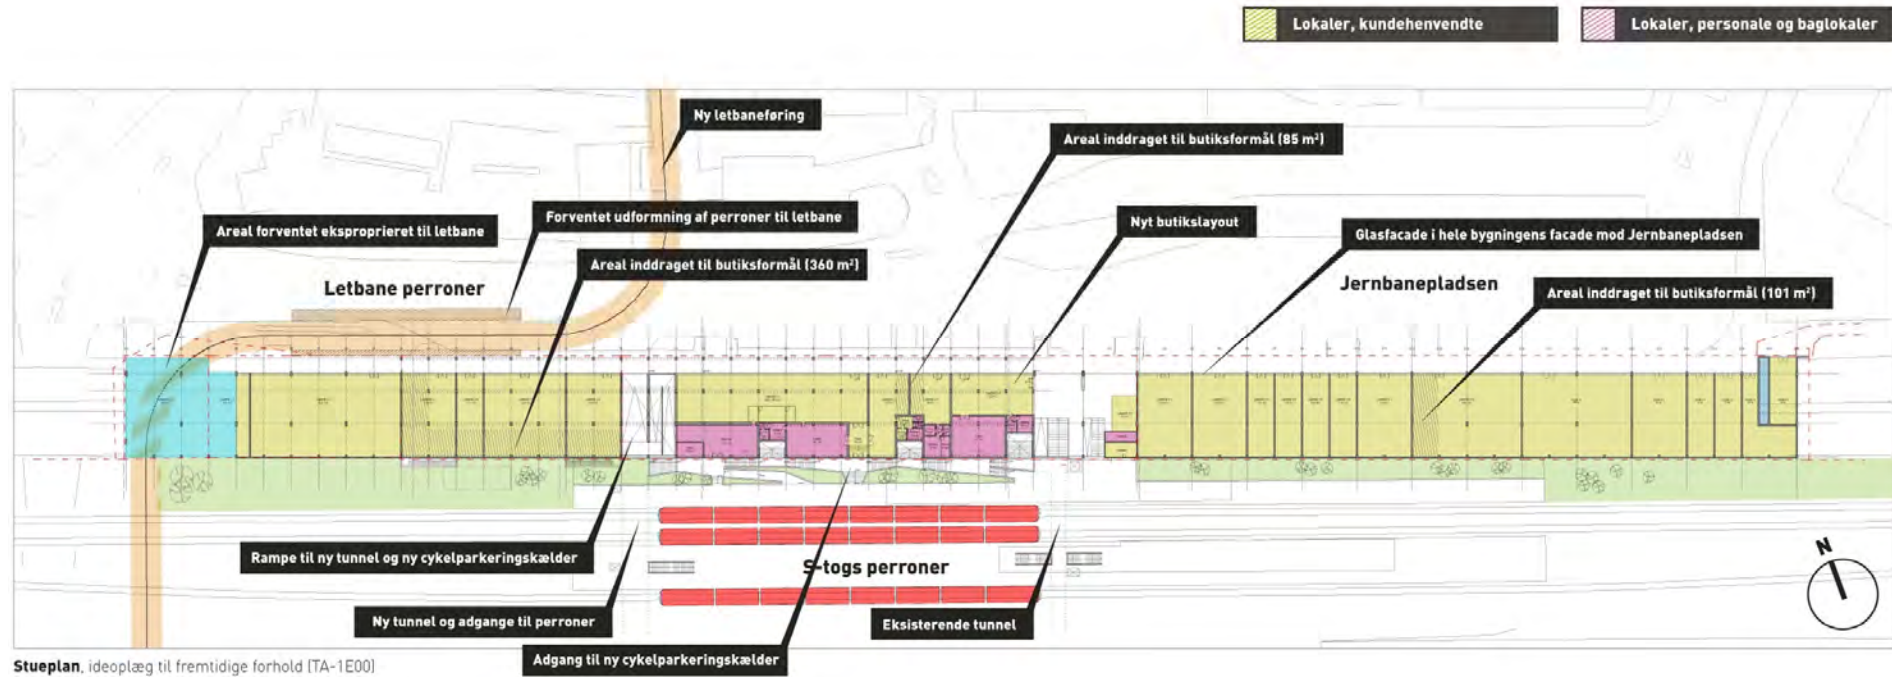 Lokaler, kundehenvendte
Lokaler, personale og baglokaler
Ny letbaneføring
Areal inddraget til butiksformål (85 m²)
Areal forventet eksproprieret til letbane
Forventet udformning af perroner til letbane
Nyt butikslayout
Glasfacade i hele bygningens facade mod Jernbanepladsen
Areal inddraget til butiksformål (360 m²)
Letbane perroner
Jernbanepladsen
Areal inddraget til butiksformål (101 m²)
Rampe til ny tunnel og ny cykelparkeringskælder
S-togs perroner
N
Ny tunnel og adgange til perroner
Eksisterende tunnel
Adgang til ny cykelparkeringskælder
Stueplan, ideoplæg til fremtidige forhold (TA-1E00)